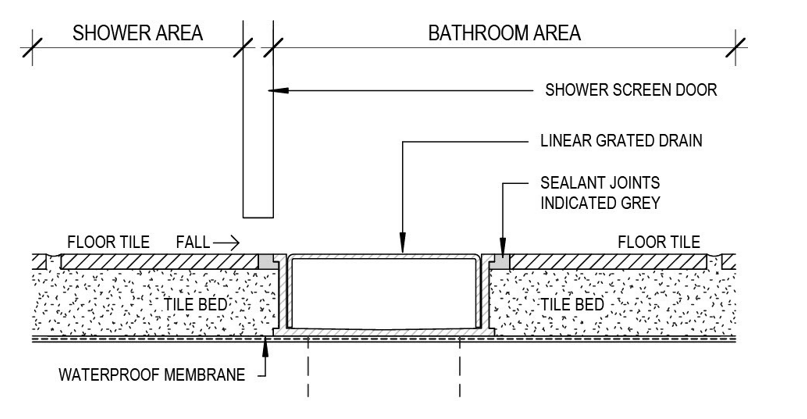 SHOWER AREA
BATHROOM AREA
SHOWER SCREEN DOOR
LINEAR GRATED DRAIN
SEALANT JOINTS
INDICATED GREY
FLOOR TILE
FALL
FLOOR TILE
TILE BED
TILE BED
WATERPROOF MEMBRANE